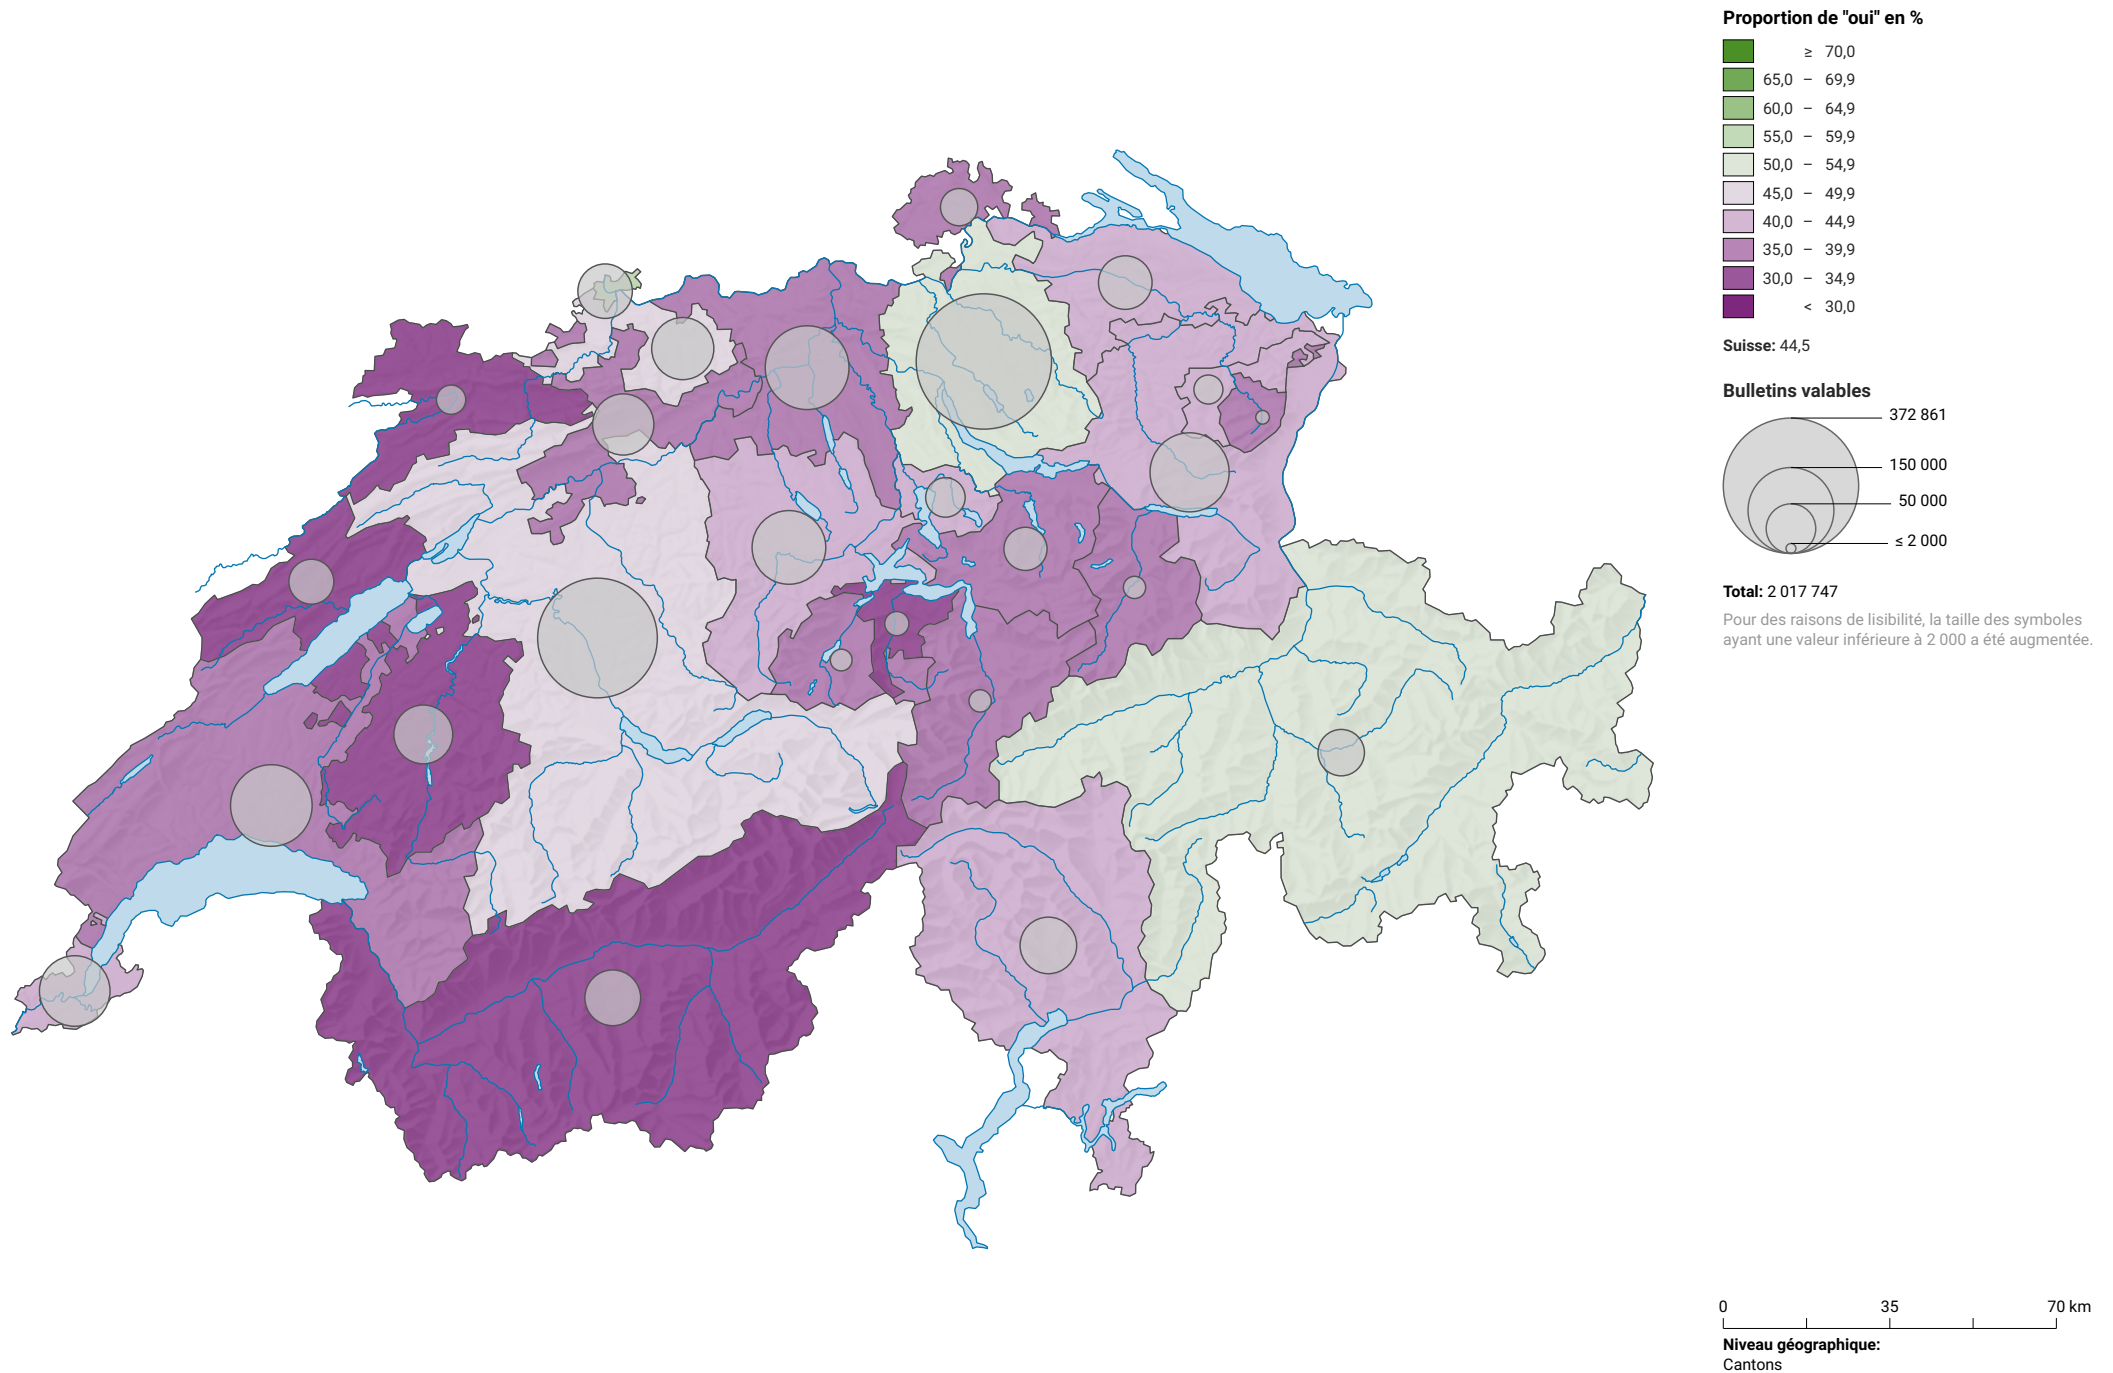 Proportion de "oui" en %
≥ 70,0
65,0 – 69,9
60,0 – 64,9
55,0 – 59,9
50,0 – 54,9
45,0 – 49,9
40,0 – 44,9
35,0 – 39,9
30,0 – 34,9
< 30,0
Suisse: 44,5
Bulletins valables
372 861
150 000
50 000
≤ 2 000
Total: 2 017 747
Pour des raisons de lisibilité, la taille des symboles
ayant une valeur inférieure à 2 000 a été augmentée.
0 35 70 km
Niveau géographique:
Cantons